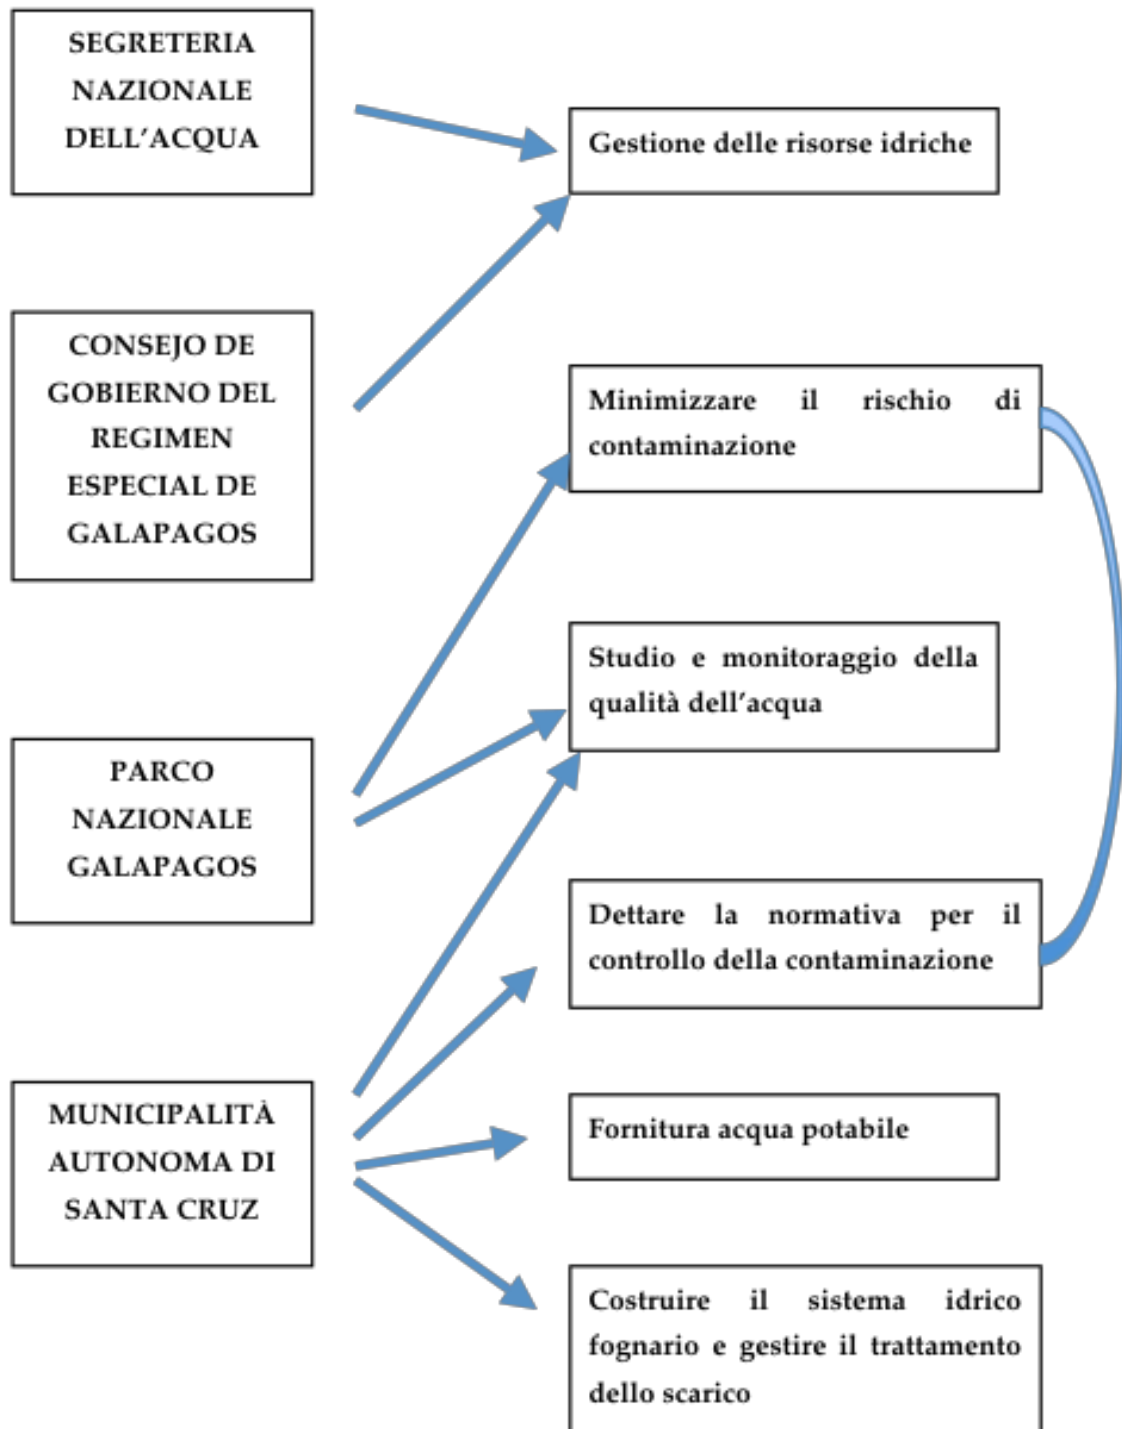 SEGRETERIA
NAZIONALE
DELL'ACQUA
Gestione delle risorse idriche
CONSEJO DE
GOBIERNO DEL
REGIMEN
ESPECIAL DE
GALAPAGOS
Minimizzare il rischio di
contaminazione
Studio e monitoraggio della
qualità dell'acqua
PARCO
NAZIONALE
GALAPAGOS
Dettare la normativa per il
controllo della contaminazione
MUNICIPALITÀ
AUTONOMA DI
SANTA CRUZ
Fornitura acqua potabile
Costruire il sistema idrico
fognario e gestire il trattamento
dello scarico